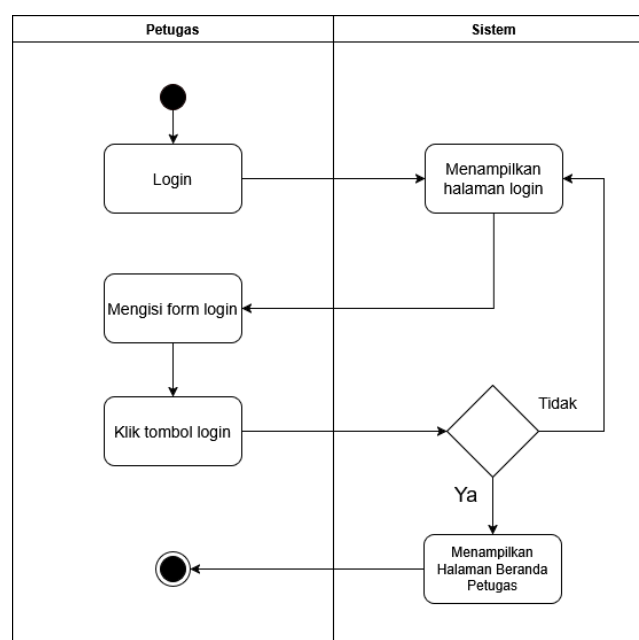 Petugas
Sistem
Login
Menampilkan
halaman login
Mengisi form login
Klik tombol login
Tidak
Ya
Menampilkan
Halaman Beranda
Petugas